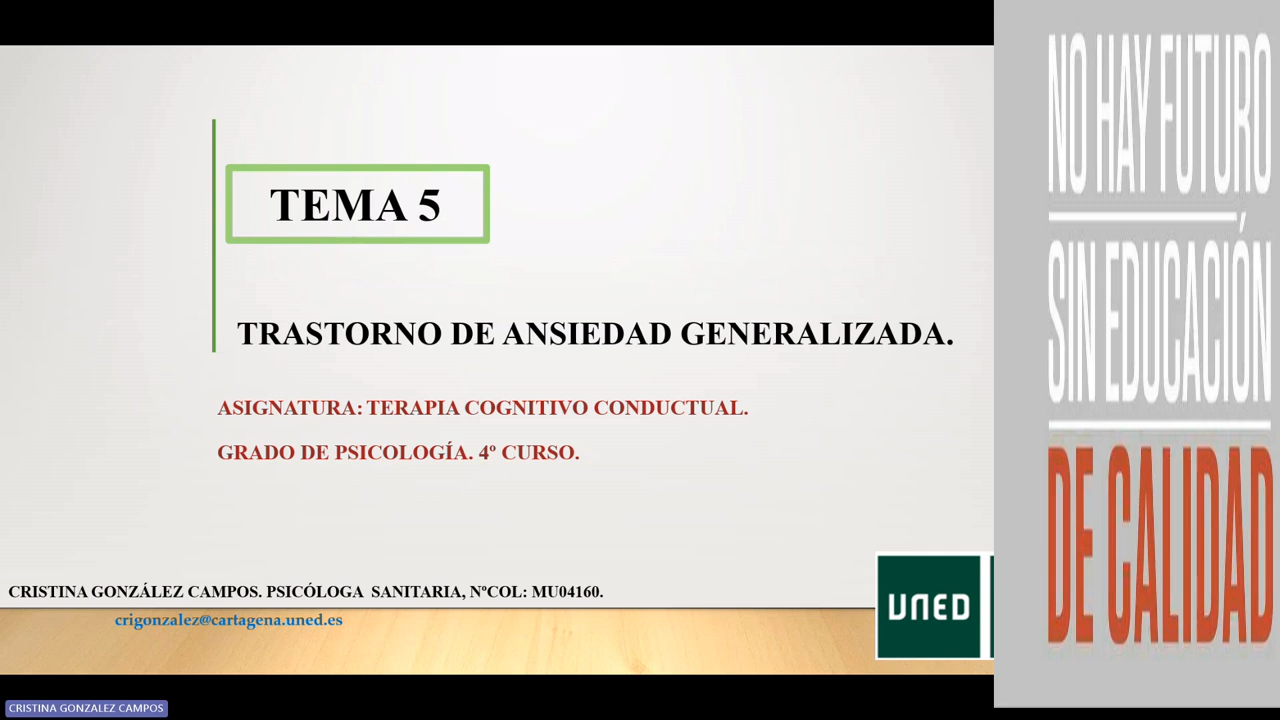 TEMA 5
TRASTORNO DE ANSIEDAD GENERALIZADA.
ASIGNATURA: TERAPIA COGNITIVO CONDUCTUAL.
GRADO DE PSICOLOGÍA. 4º CURSO.
CRISTINA GONZÁLEZ CAMPOS. PSICÓLOGA SANITARIA, NºCOL: MU04160.
crigonzalez@cartagena.uned.es
UNED
CRISTINA GONZALEZ CAMPOS
NO HAY FUTURO
SIN EDUCACIÓN
DE CALIDAD